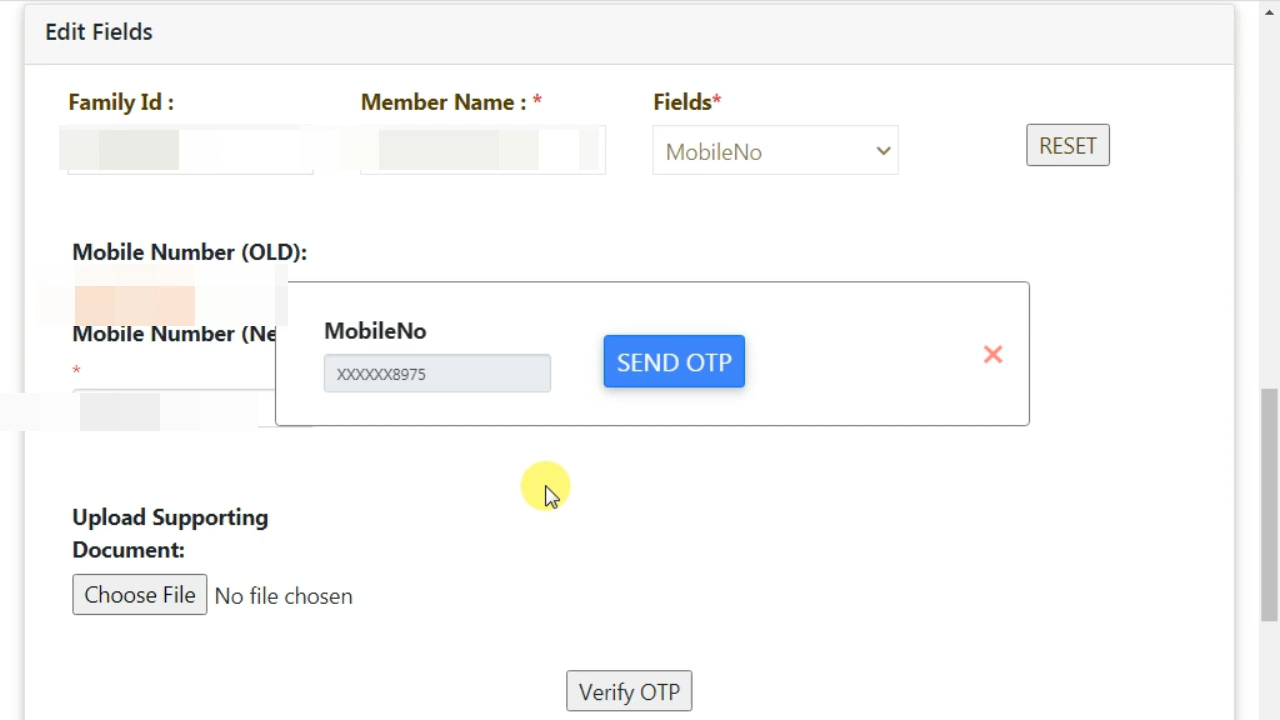 Edit Fields
Family Id :
Member Name : *
Fields*
MobileNo
RESET
Mobile Number (OLD):
Mobile Number (Ne
*
MobileNo
XXXXXX8975
SEND OTP
Upload Supporting
Document:
Choose File No file chosen
Verify OTP